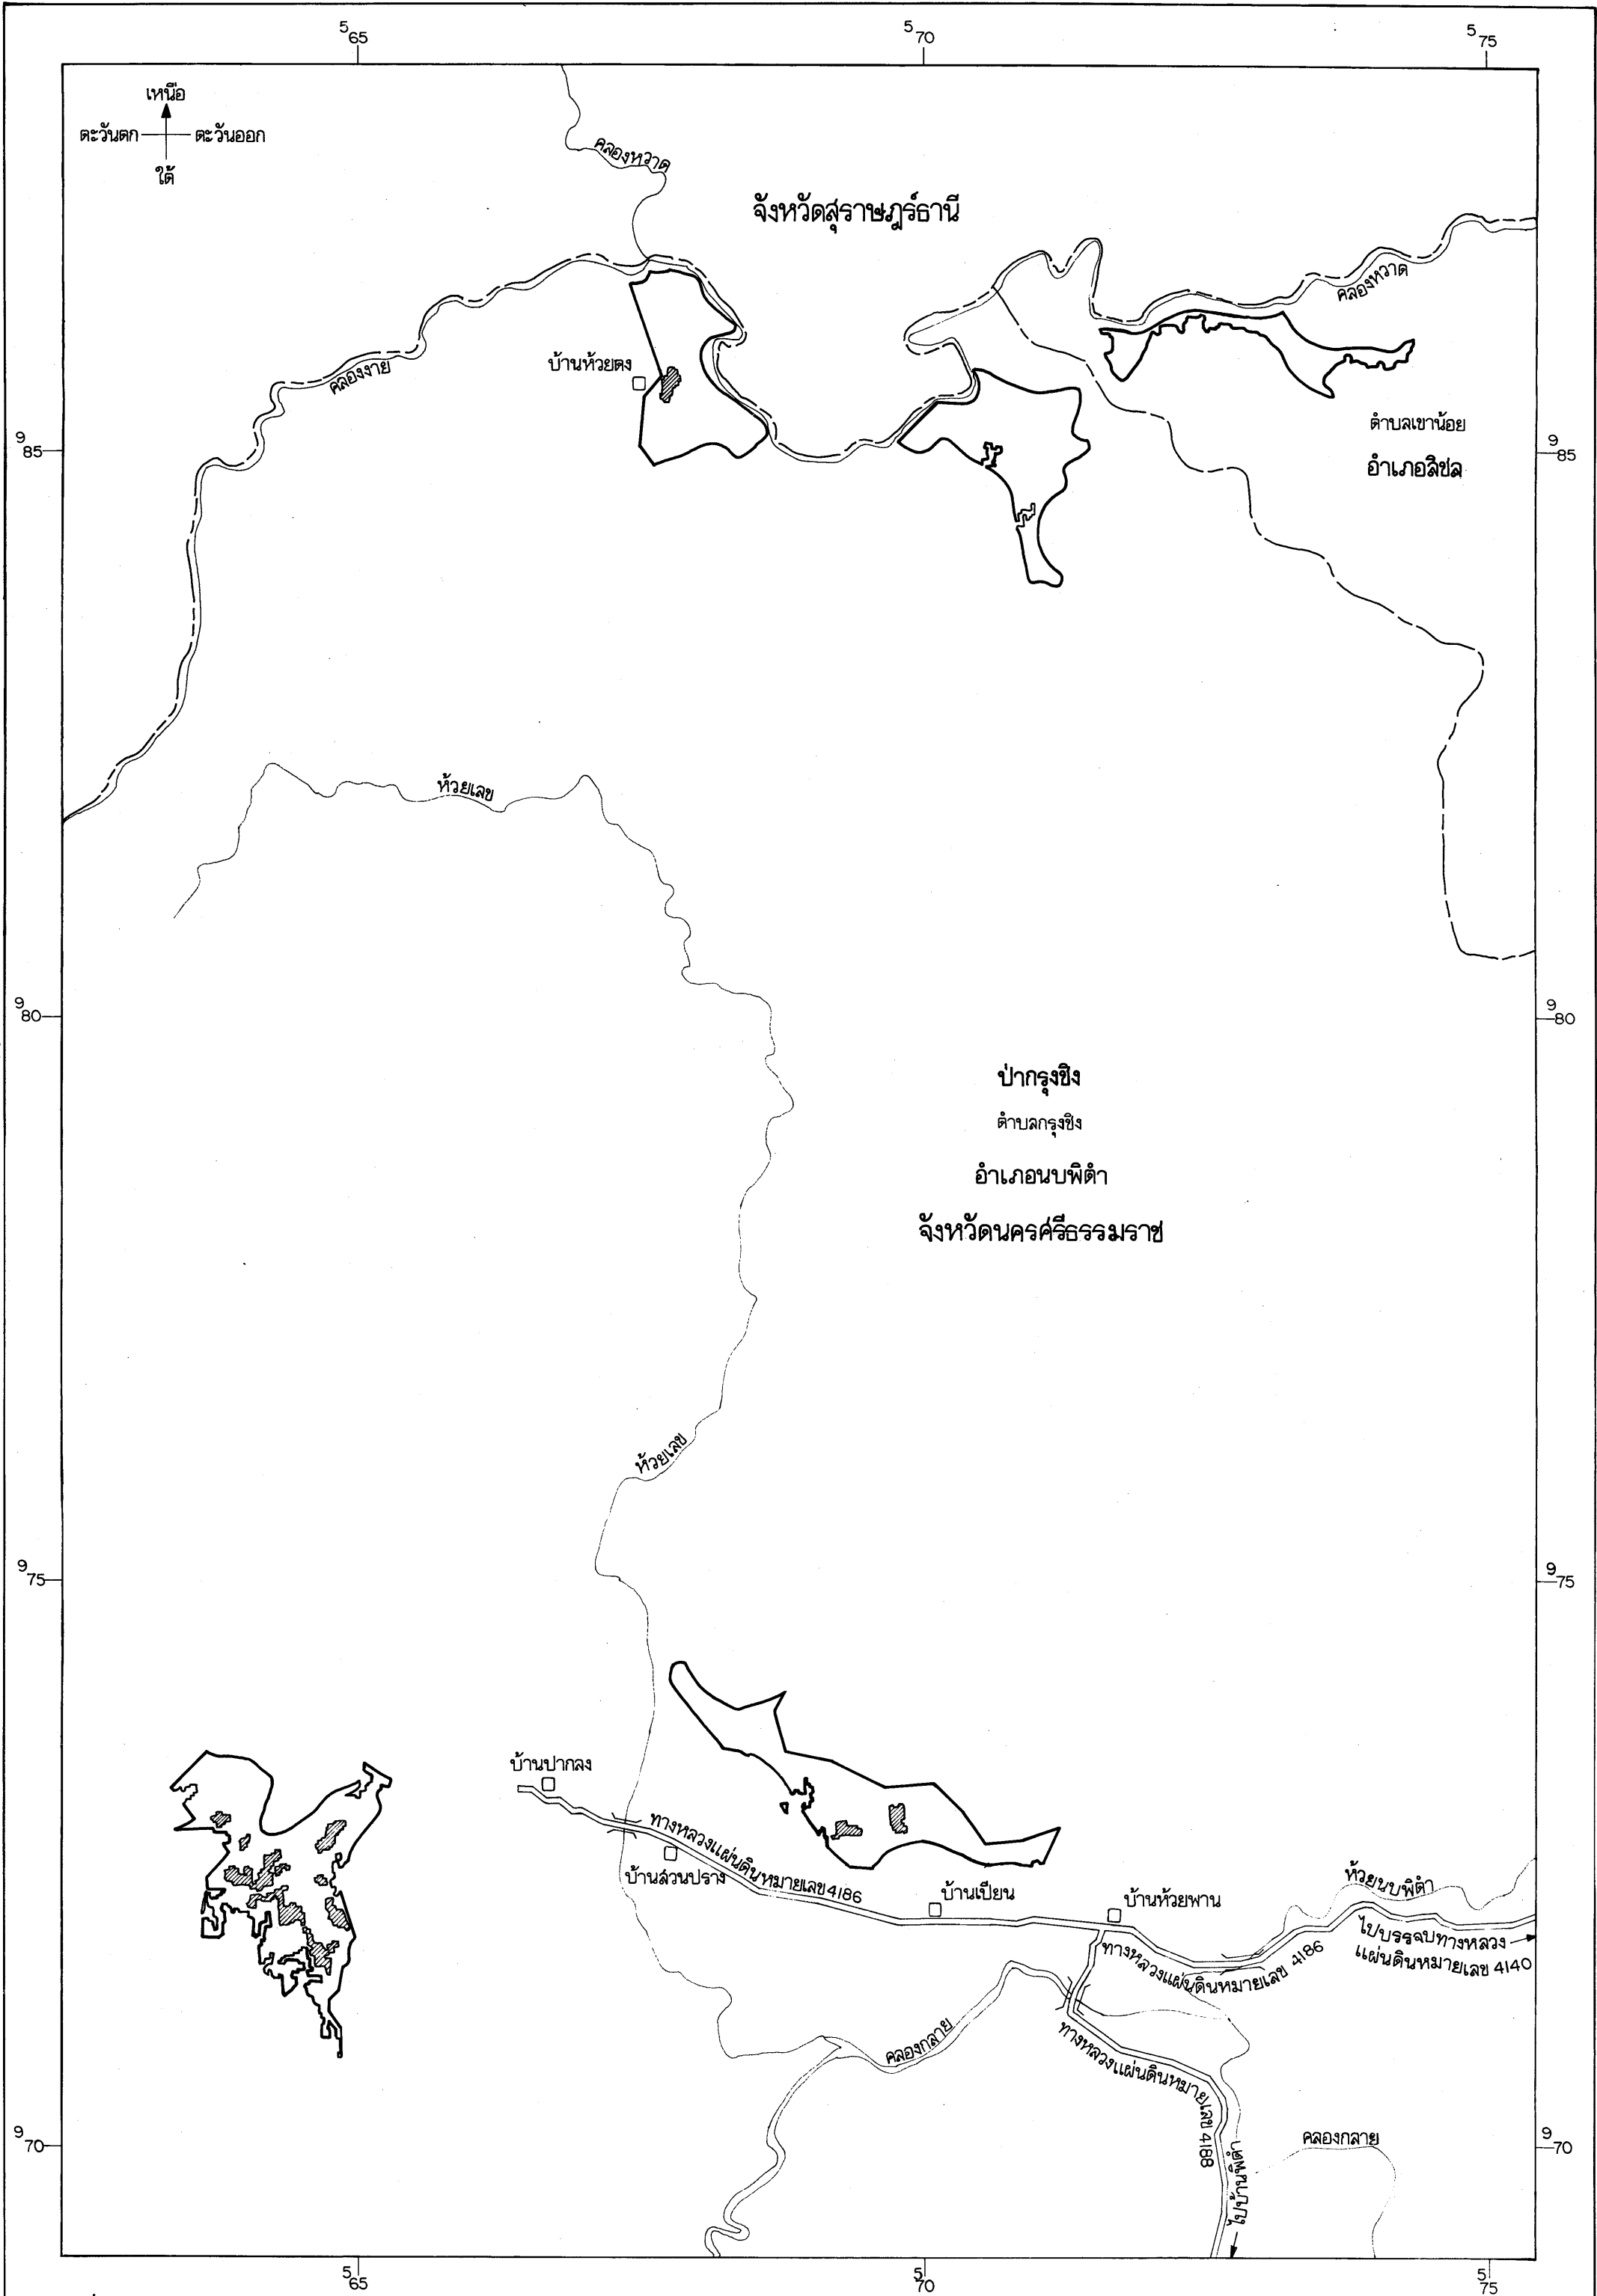 5 65
5 70
5 75
เหนือ
ตะวันตก
ตะวันออก
ใต้
คลองหวาด
จังหวัดสุราษฎร์ธานี
คลองหวาด
บ้านห้วยตง
คลองงาย
ตำบลเขาน้อย
อำเภอสิชล
9 85
9 85
ห้วยเลข
9 80
9 80
ป่ากรุงชิง
ตำบลกรุงชิง
อำเภอนบพิตำ
จังหวัดนครศรีธรรมราช
ห้วยเลข
9 75
9 75
บ้านปากลง
ทางหลวงแผ่นดินหมายเลข 4186
บ้านสวนปราง
บ้านเปียน
บ้านห้วยพาน
ห้วยนบพิตำ
ไปบรรจบทางหลวง
แผ่นดินหมายเลข 4140
ทางหลวงแผ่นดินหมายเลข 4186
คลองกลาย
ทางหลวงแผ่นดินหมายเลข 4188
คลองกลาย
9 70
9 70
5 65
5 70
5 75